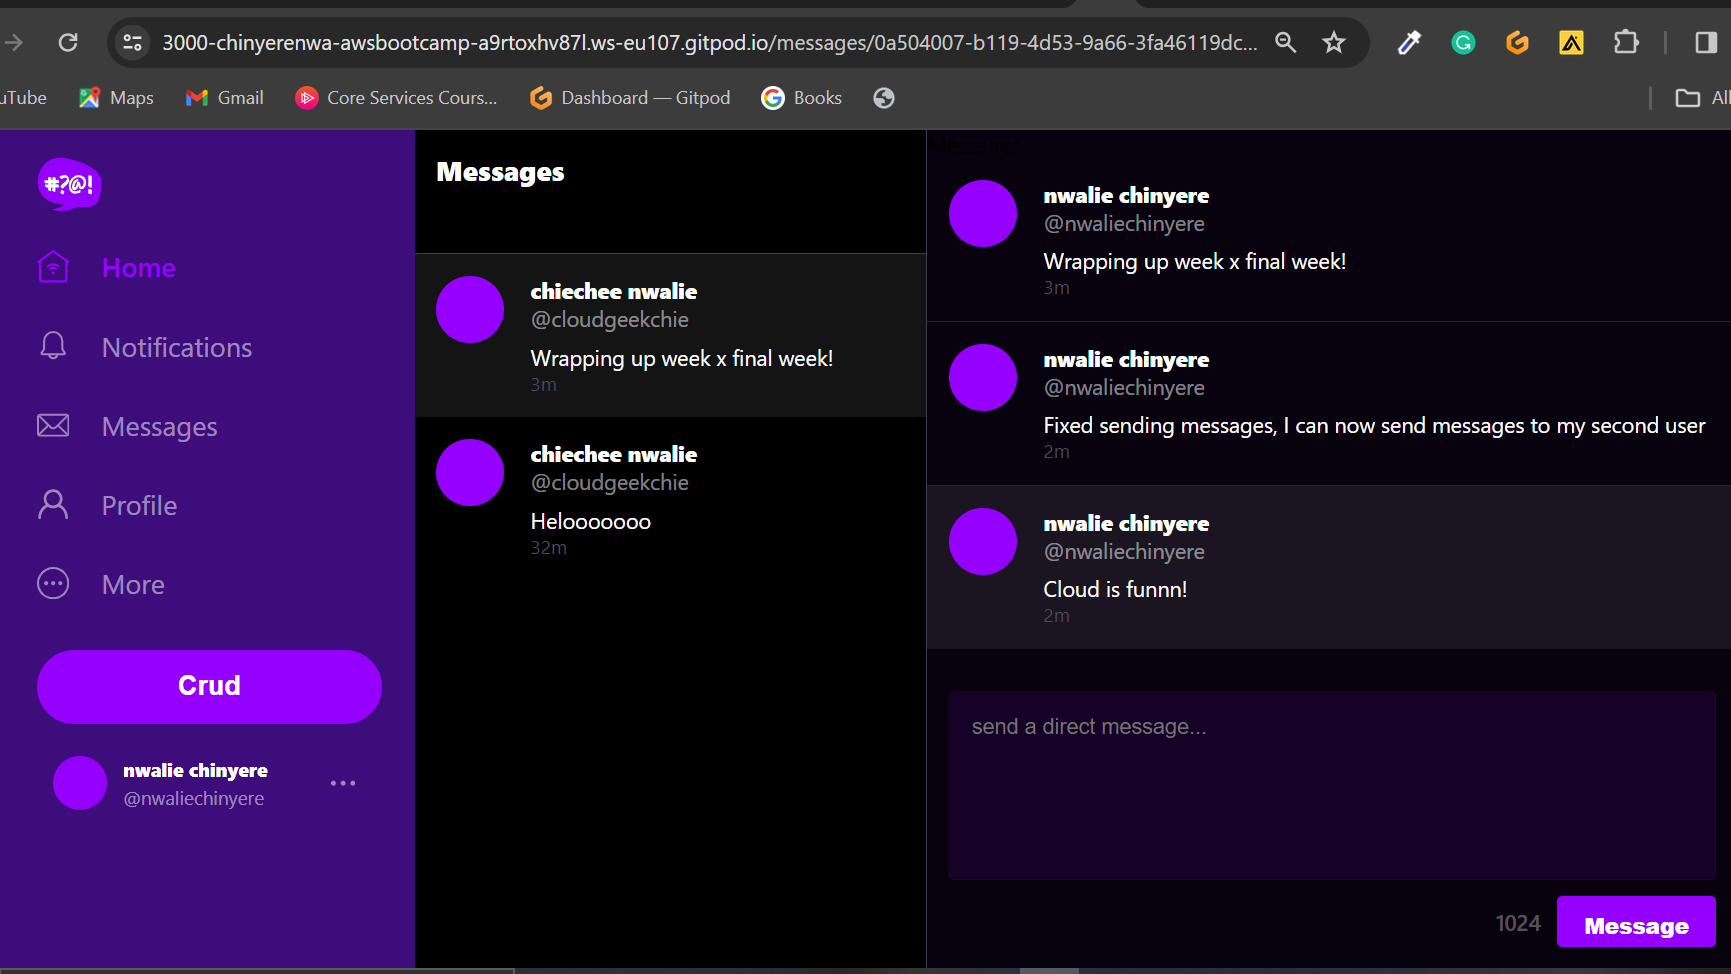 3000-chinyerenwa-awsbootcamp-a9rtoxhv87l.ws-eu107.gitpod.io/messages/0a504007-b119-4d53-9a66-3fa46119dc...
uTube
Maps
Gmail
Core Services Cours...
Dashboard — Gitpod
Books
All
#?@!
Home
Notifications
Messages
Profile
More
Crud
nwalie chinyere
@nwaliechinyere
Messages
chiechee nwalie
@cloudgeekchie
Wrapping up week x final week!
3m
chiechee nwalie
@cloudgeekchie
Helooooooo
32m
Messages
nwalie chinyere
@nwaliechinyere
Wrapping up week x final week!
3m
nwalie chinyere
@nwaliechinyere
Fixed sending messages, I can now send messages to my second user
2m
nwalie chinyere
@nwaliechinyere
Cloud is funnn!
2m
send a direct message...
1024
Message